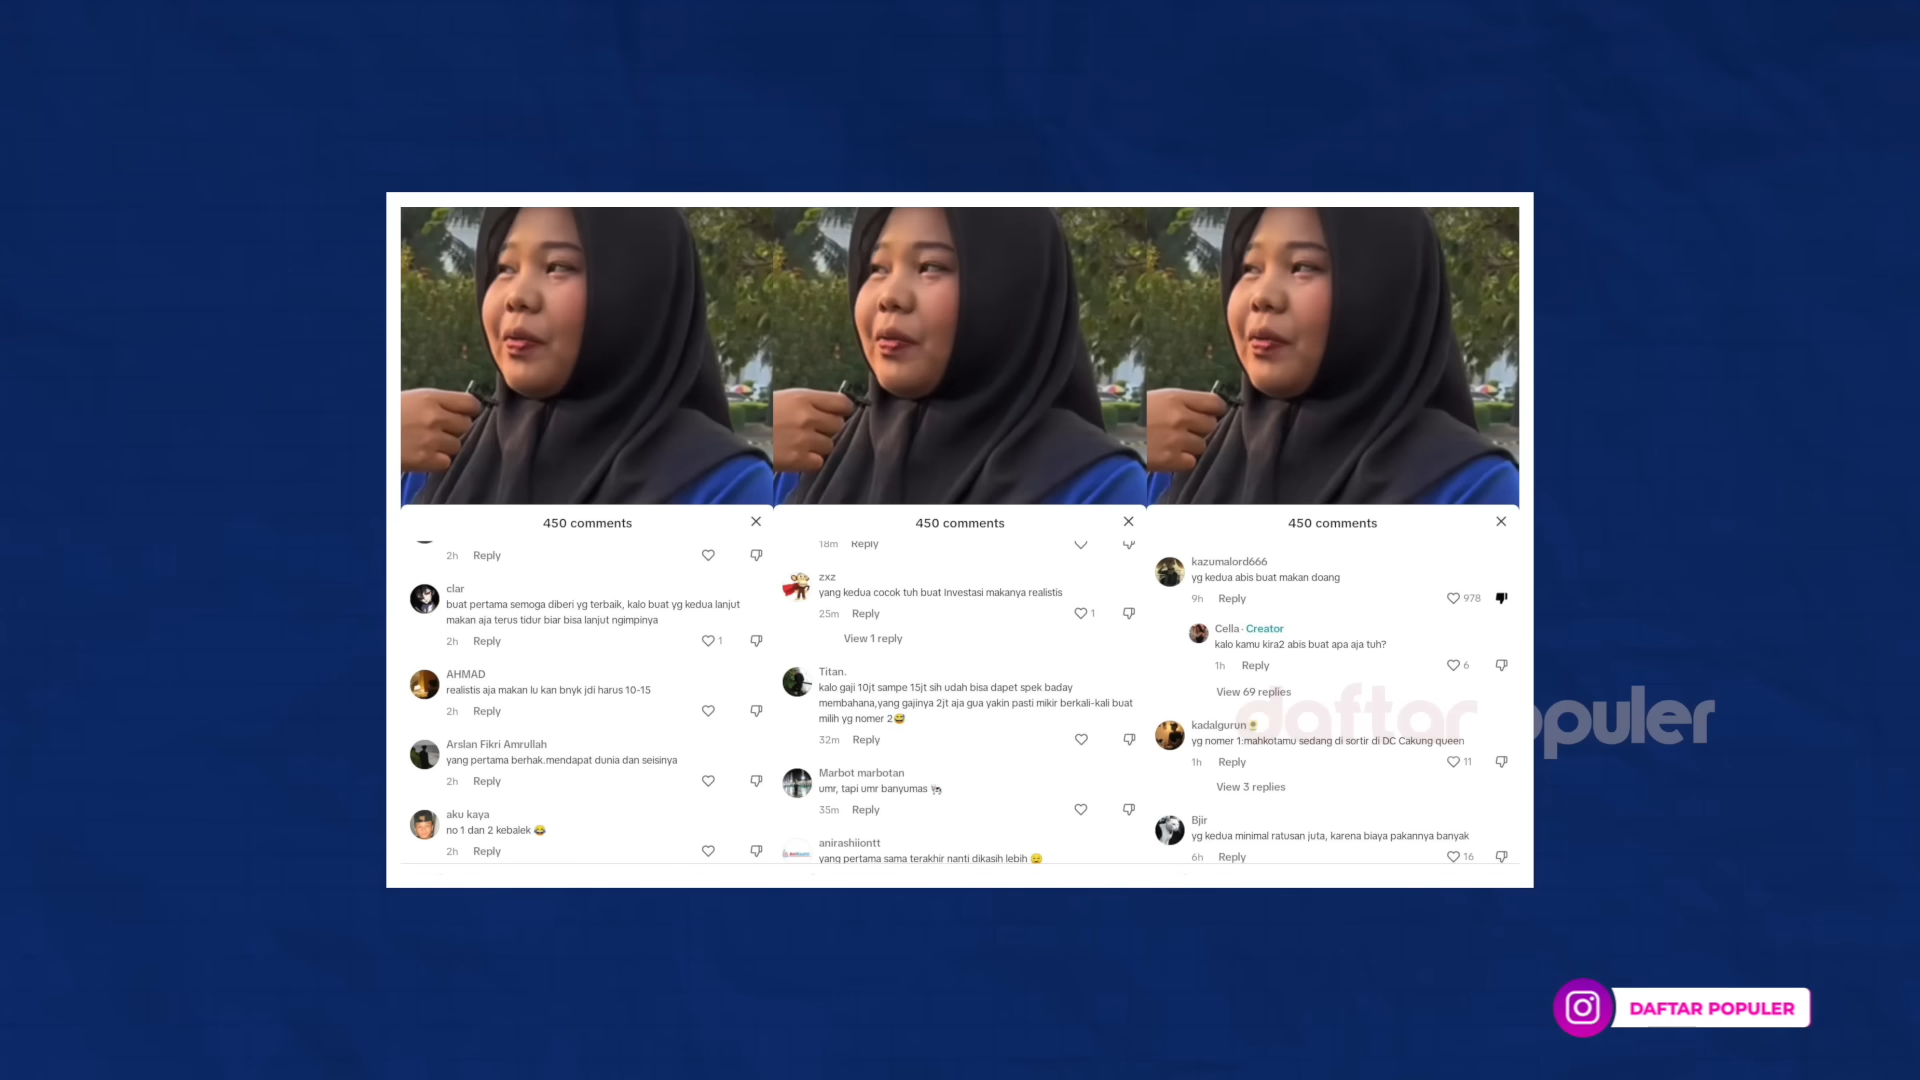 450 comments
2h Reply
clar
buat pertama semoga diberi yg terbaik, kalo buat yg kedua lanjut
makan aja terus tidur biar bisa lanjut ngimpinya
2h Reply
1
AHMAD
realistis aja makan lu kan bnyk jdi harus 10-15
2h Reply
Arslan Fikri Amrullah
yang pertama berhak.mendapat dunia dan seisinya
2h Reply
aku kaya
no 1 dan 2 kebalek 😂
2h Reply
450 comments
18m Reply
zxz
yang kedua cocok tuh buat Investasi makanya realistis
25m Reply
1
View 1 reply
Titan.
kalo gaji 10jt sampe 15jt sih udah bisa dapet spek baday
membahana,yang gajinya 2jt aja gua yakin pasti mikir berkali-kali buat
milih yg nomer 2😅
32m Reply
Marbot marbotan
umr, tapi umr banyumas
35m Reply
anirashiiontt
yang pertama sama terakhir nanti dikasih lebih 😑
450 comments
kazumalord666
yg kedua abis buat makan doang
9h Reply
978
Cella · Creator
kalo kamu kira2 abis buat apa aja tuh?
1h Reply
6
View 69 replies
kadalgurun🌻
yg nomer 1:mahkotamu sedang di sortir di DC Cakung queen
1h Reply
11
View 3 replies
Bjir
yg kedua minimal ratusan juta, karena biaya pakannya banyak
6h Reply
16
daftar populer
DAFTAR POPULER